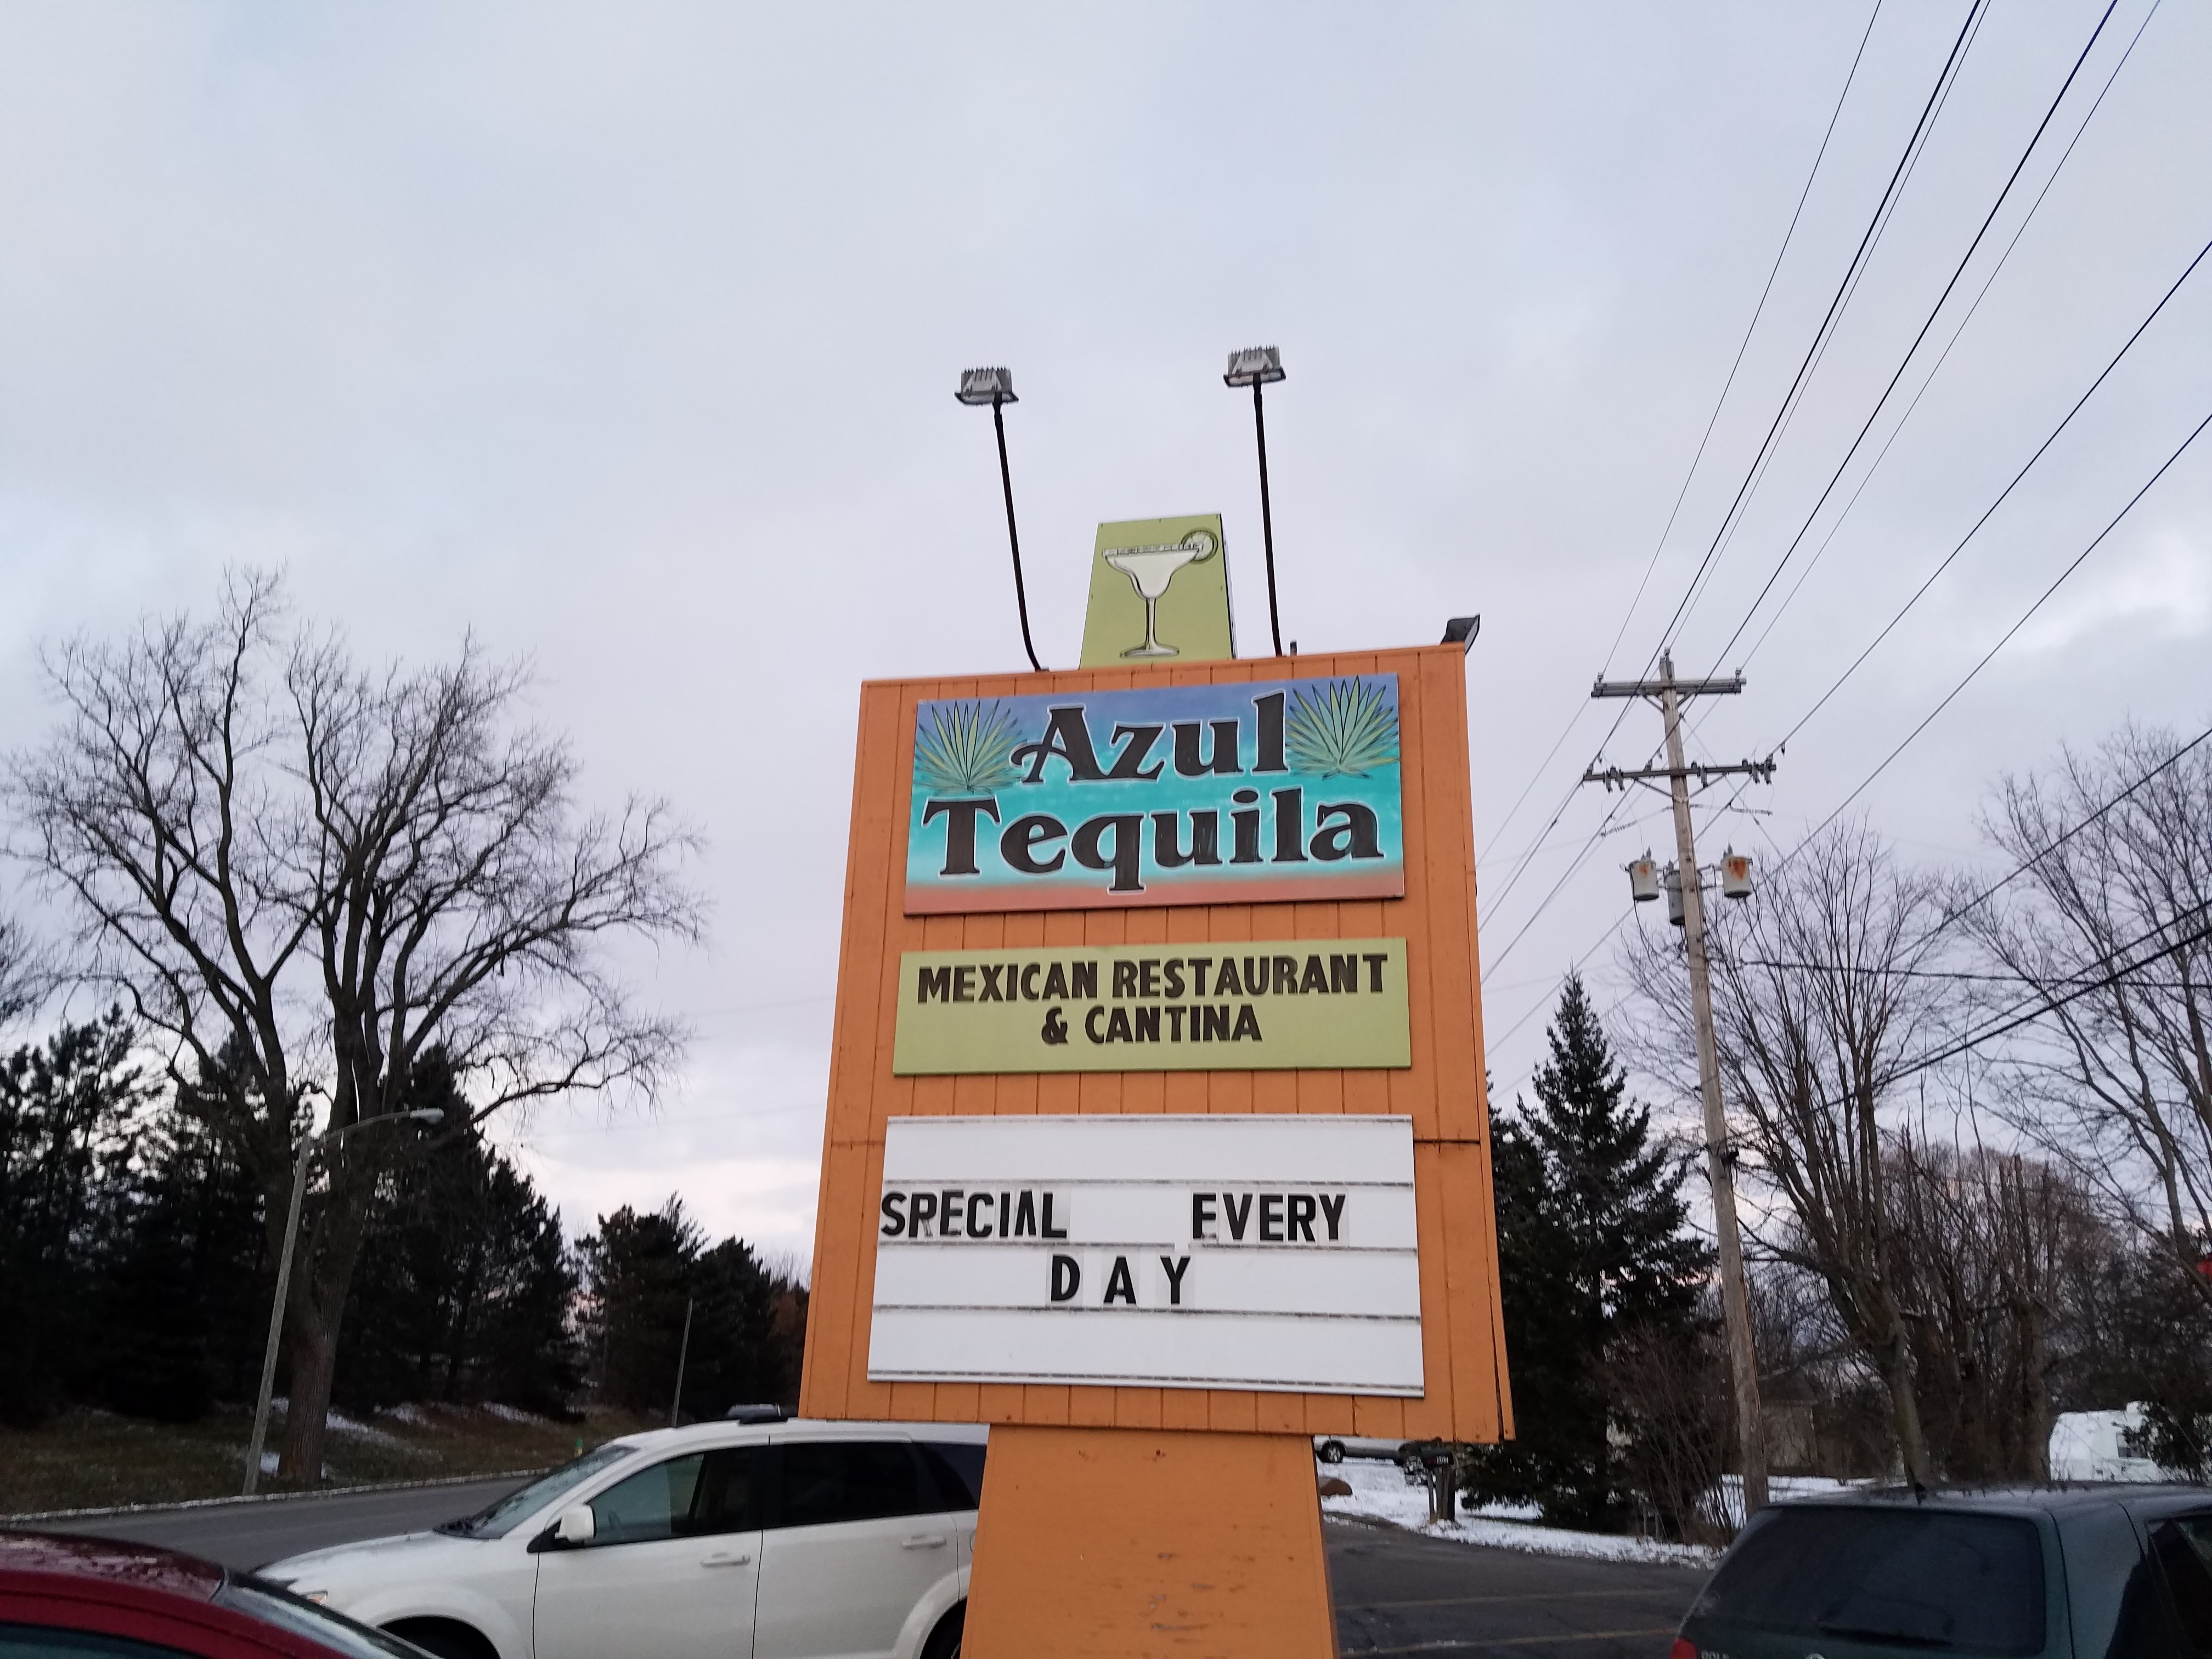 Azul
Tequila
MEXICAN RESTAURANT
& CANTINA
SPECIAL EVERY
DAY